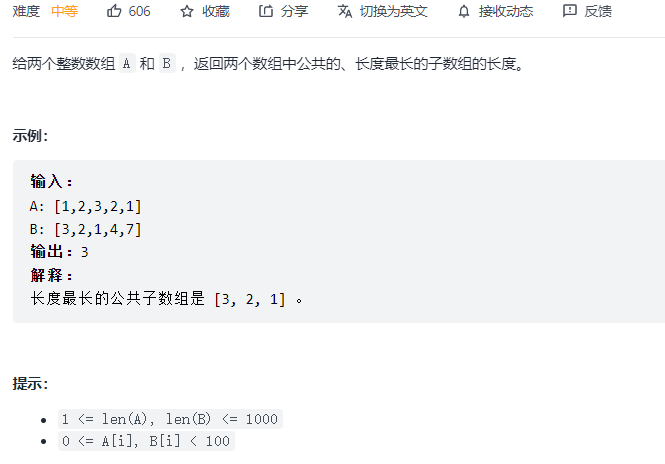 难度 中等 606 收藏 分享 切换为英文 接收动态 反馈
给两个整数数组 A 和 B ，返回两个数组中公共的、长度最长的子数组的长度。
示例：
输入：
A: [1,2,3,2,1]
B: [3,2,1,4,7]
输出：3
解释：
长度最长的公共子数组是 [3, 2, 1] 。
提示：
1 <= len(A), len(B) <= 1000
0 <= A[i], B[i] < 100